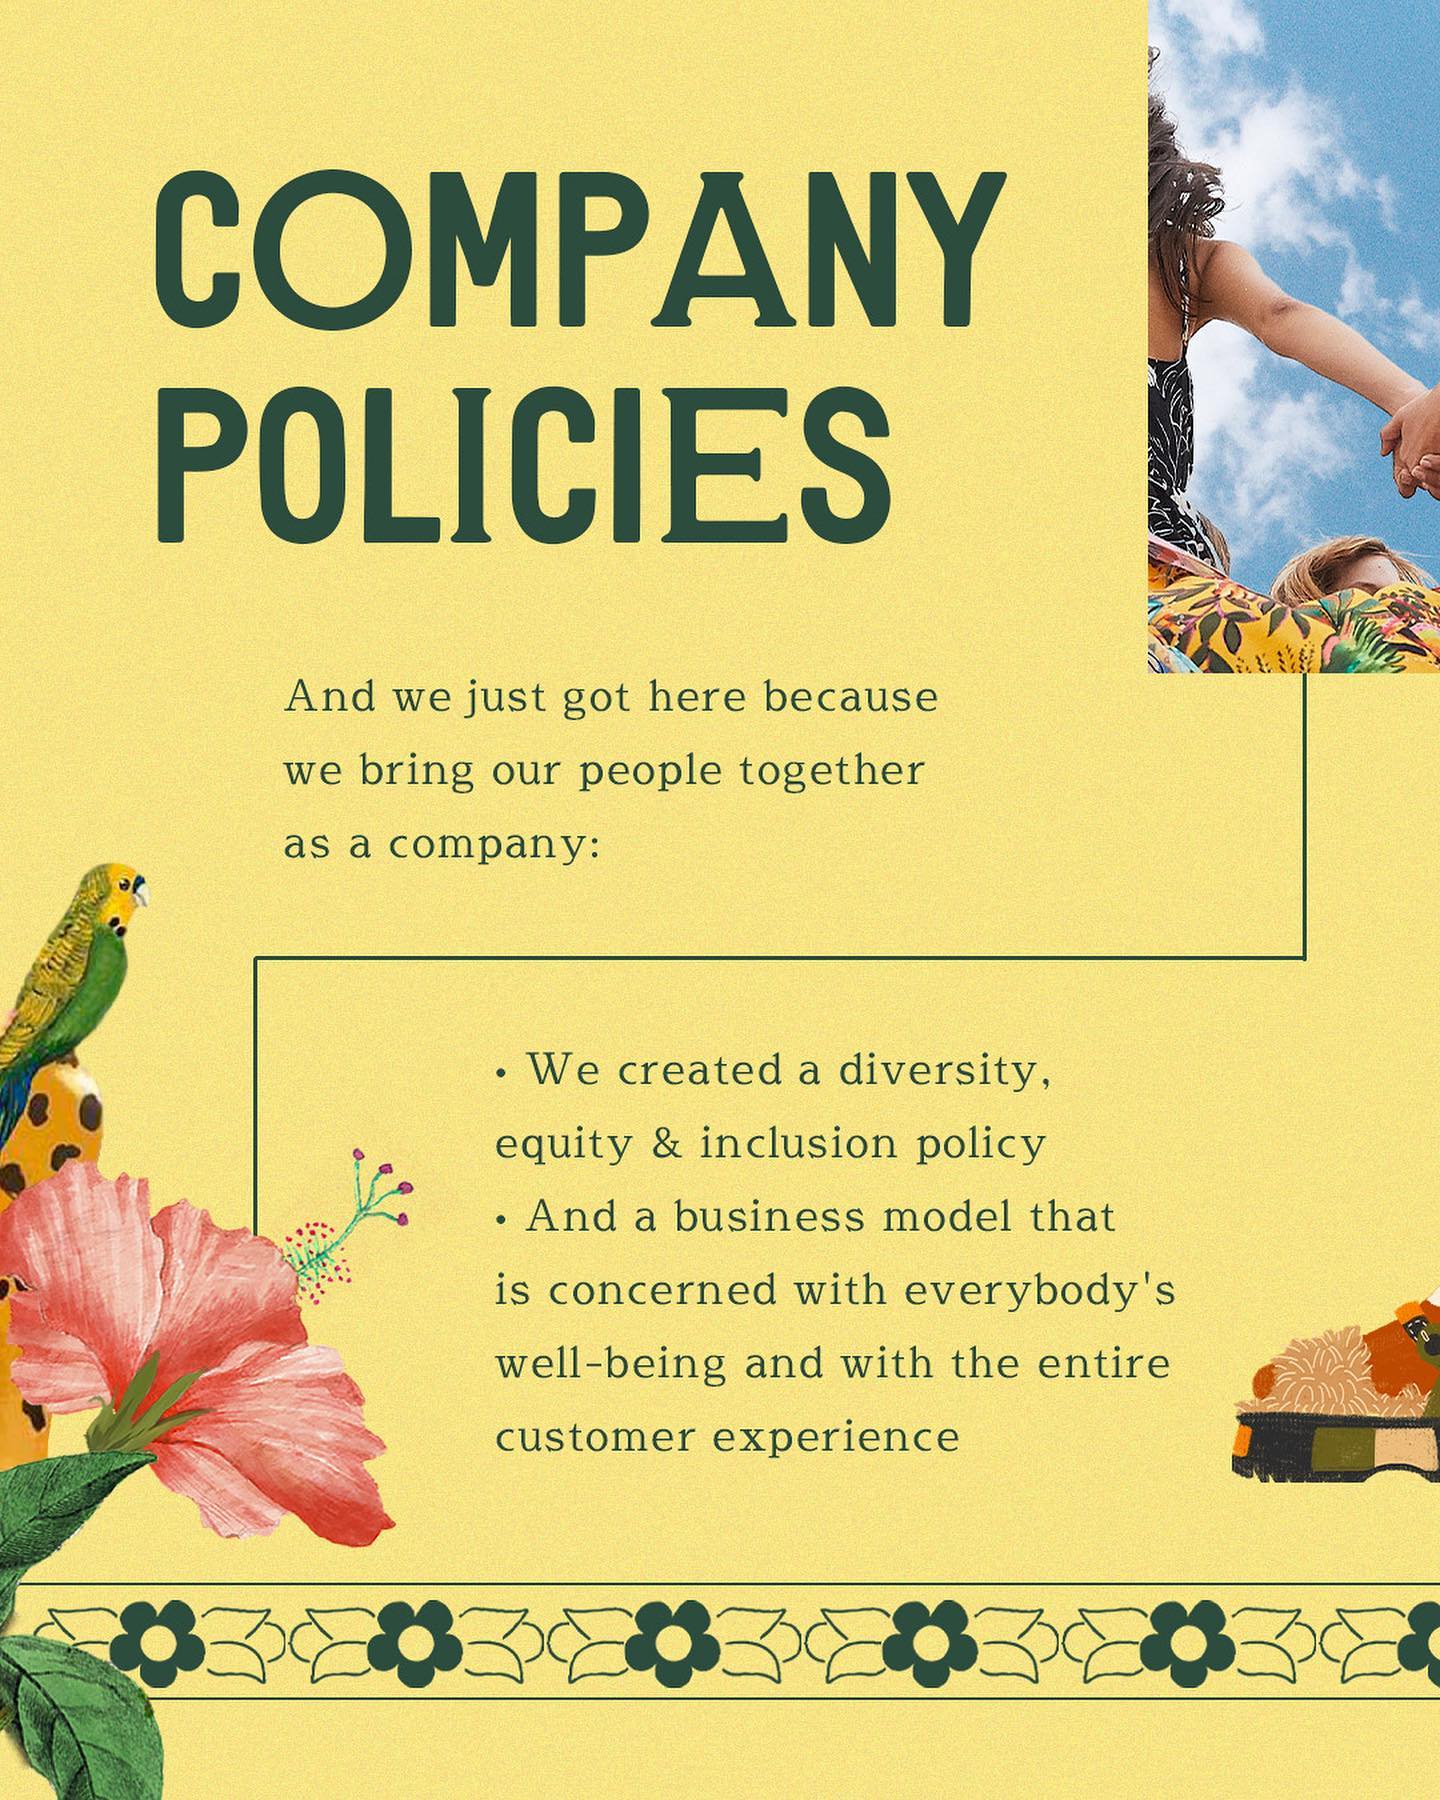 COMPANY
POLICIES
And we just got here because
we bring our people together
as a company:
• We created a diversity,
equity & inclusion policy
• And a business model that
is concerned with everybody's
well-being and with the entire
customer experience